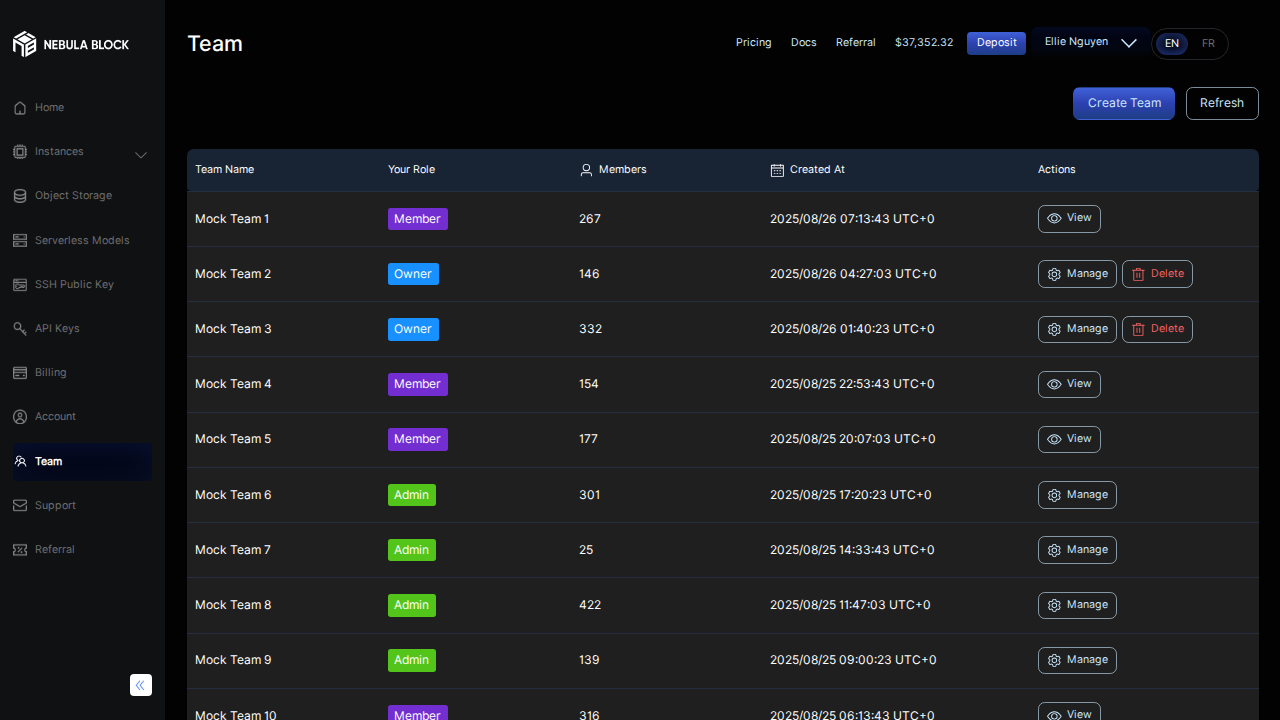 NEBULA BLOCK
Home
Instances
Object Storage
Serverless Models
SSH Public Key
API Keys
Billing
Account
Team
Support
Referral
Team
Pricing Docs Referral $37,352.32 Deposit Ellie Nguyen EN FR
Create Team Refresh
Team Name Your Role Members Created At Actions
Mock Team 1 Member 267 2025/08/26 07:13:43 UTC+0 View
Mock Team 2 Owner 146 2025/08/26 04:27:03 UTC+0 Manage Delete
Mock Team 3 Owner 332 2025/08/26 01:40:23 UTC+0 Manage Delete
Mock Team 4 Member 154 2025/08/25 22:53:43 UTC+0 View
Mock Team 5 Member 177 2025/08/25 20:07:03 UTC+0 View
Mock Team 6 Admin 301 2025/08/25 17:20:23 UTC+0 Manage
Mock Team 7 Admin 25 2025/08/25 14:33:43 UTC+0 Manage
Mock Team 8 Admin 422 2025/08/25 11:47:03 UTC+0 Manage
Mock Team 9 Admin 139 2025/08/25 09:00:23 UTC+0 Manage
Mock Team 10 Member 316 2025/08/25 06:13:43 UTC+0 View